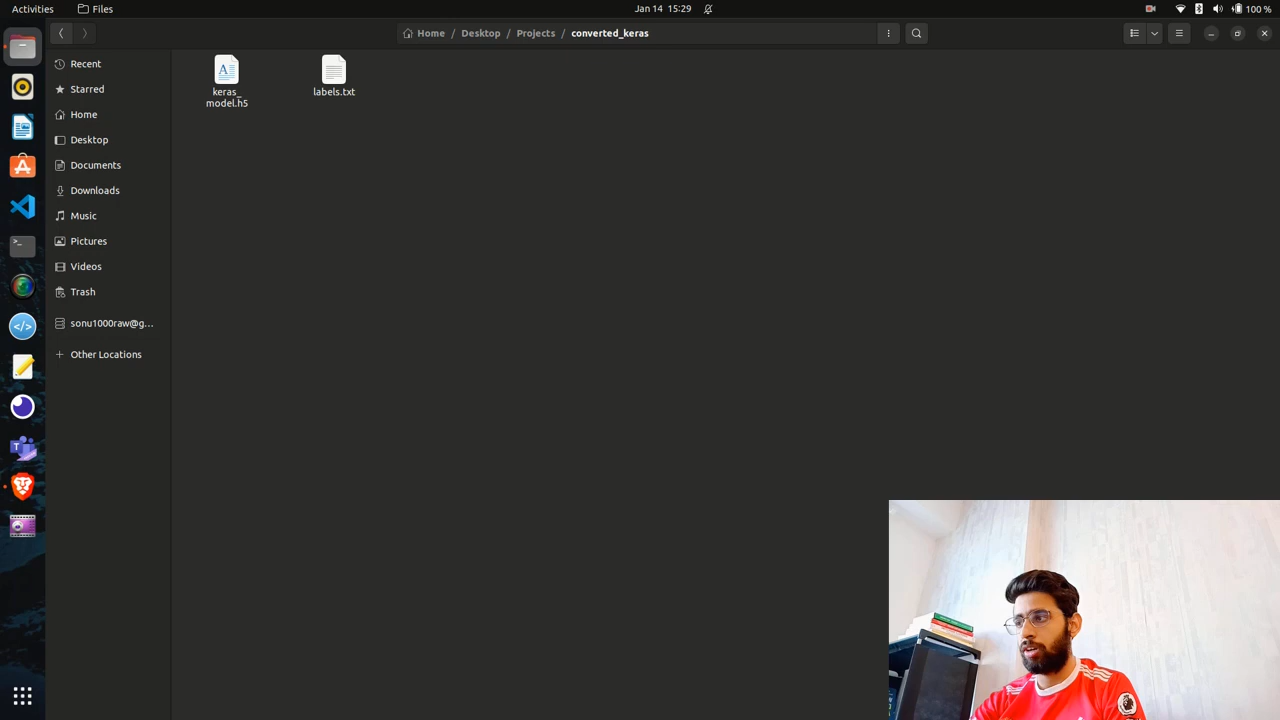 Activities
Files
Jan 14 15:29
100 %
Home / Desktop / Projects / converted_keras
Recent
Starred
Home
Desktop
Documents
Downloads
Music
Pictures
Videos
Trash
sonu1000raw@g...
Other Locations
keras_
model.h5
labels.txt